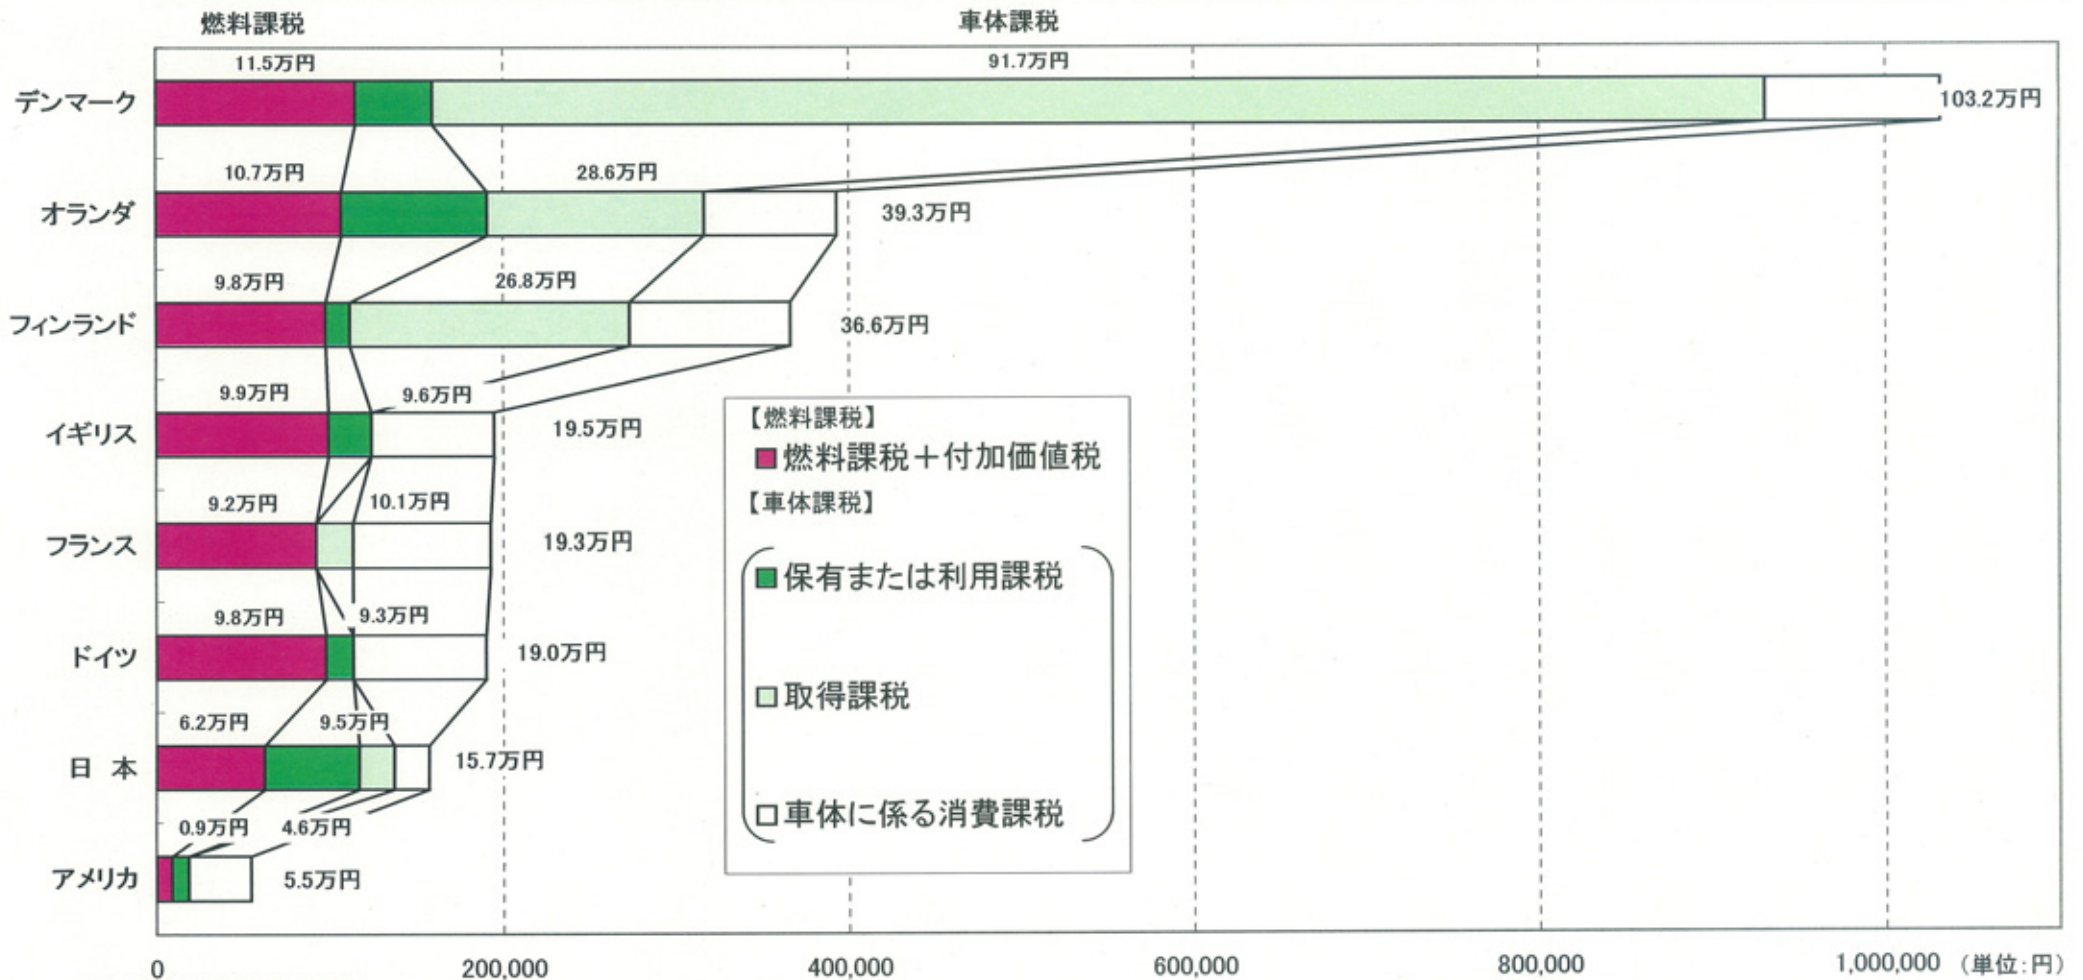 燃料課税 車体課税
11.5万円 91.7万円
デンマーク 103.2万円
10.7万円 28.6万円
オランダ 39.3万円
9.8万円 26.8万円
フィンランド 36.6万円
9.9万円 9.6万円
イギリス 19.5万円
9.2万円 10.1万円
フランス 19.3万円
9.8万円 9.3万円
ドイツ 19.0万円
6.2万円 9.5万円
日 本 15.7万円
0.9万円 4.6万円
アメリカ 5.5万円
【燃料課税】
燃料課税+付加価値税
【車体課税】
保有または利用課税
取得課税
車体に係る消費課税
0 200,000 400,000 600,000 800,000 1,000,000 (単位:円)